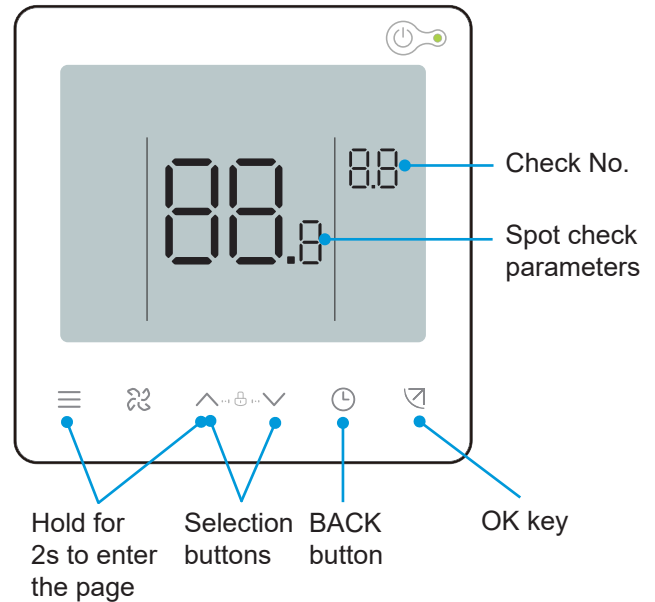 88
8.8
Check No.
.8
Spot check
parameters
Hold for
2s to enter
the page
Selection
buttons
BACK
button
OK key